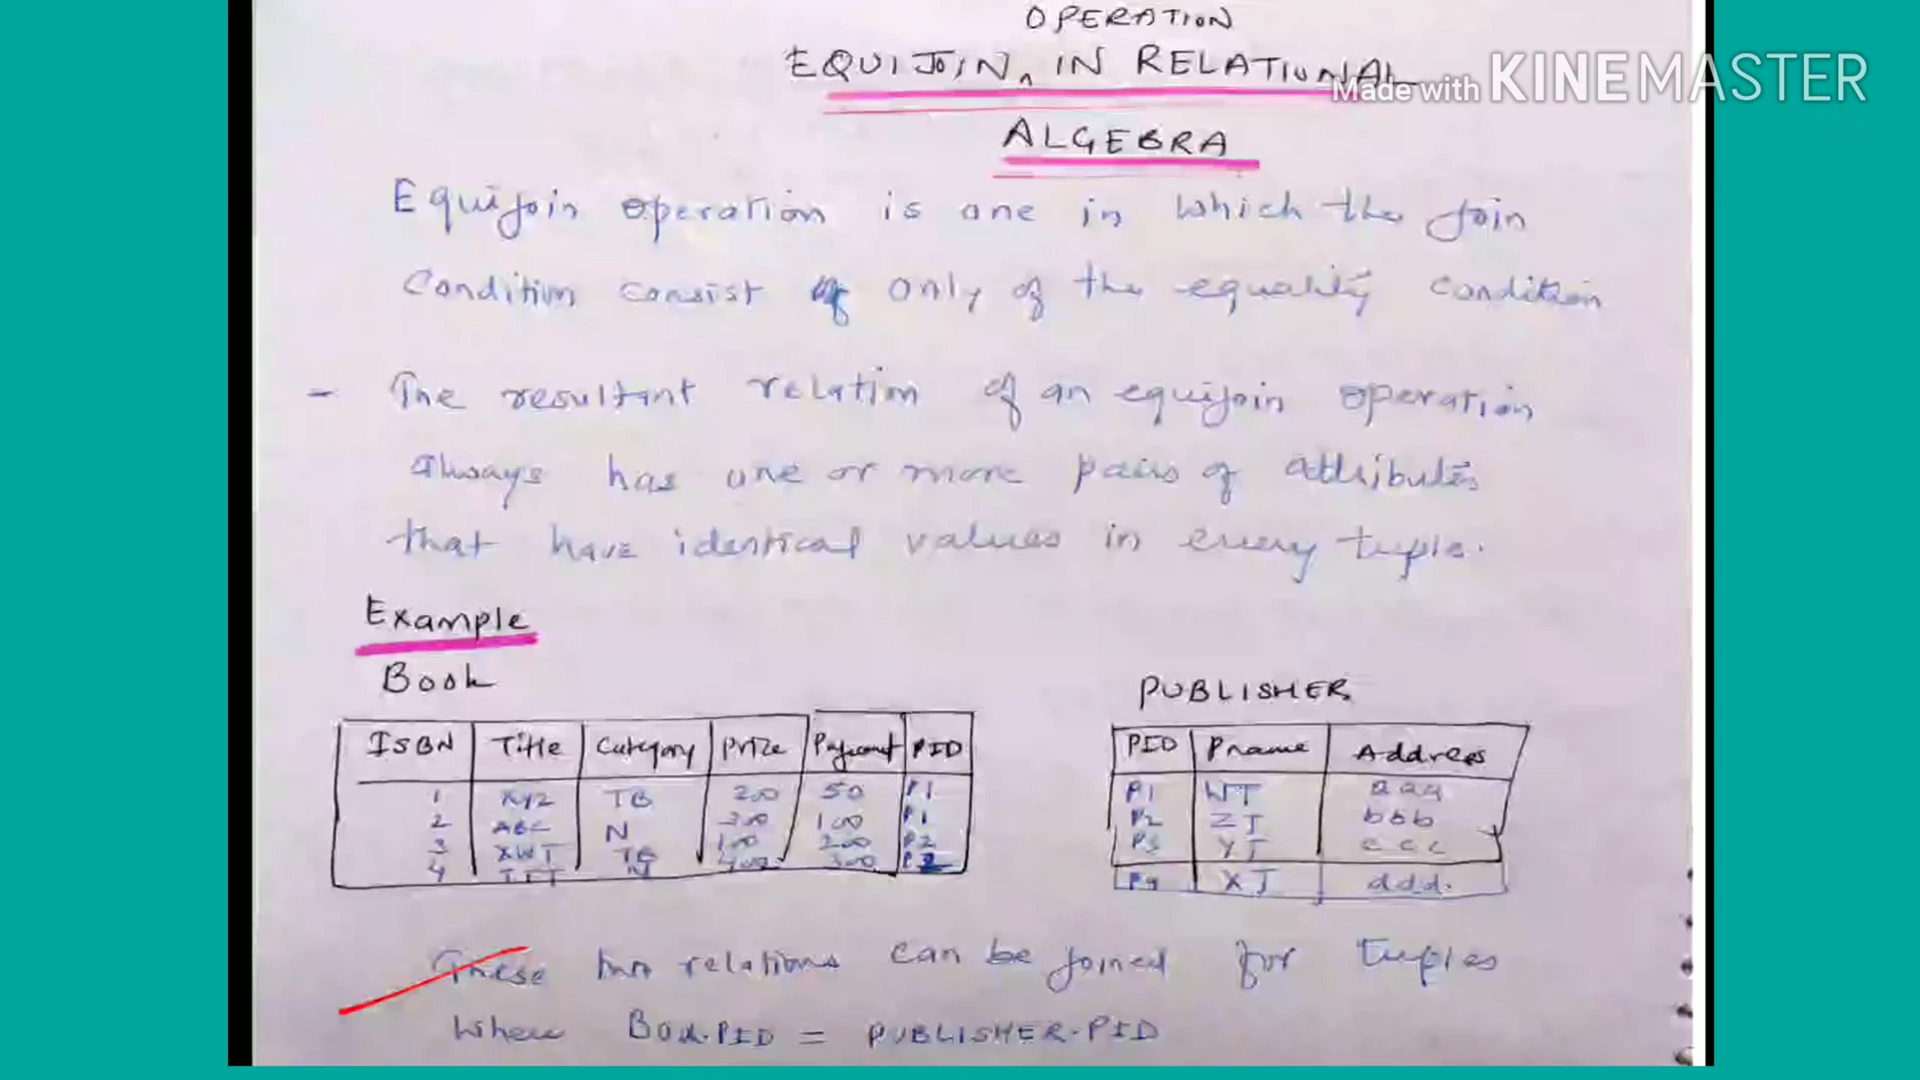 OPERATION
EQUIJOIN ^ IN RELATIONAL
Made with KINEMASTER
ALGEBRA
Equijoin operation is one in which the Join
Condition consist of only of the equality condition
- The resultant relation of an equijoin operation
always has one or more pairs of attributes
that have identical values in every tuple.
Example
Book
PUBLISHER
ISBN Title Category Prize PID
PID Pname Address
1 XYZ TB 200 50 P1
P1 WT aaa
2 ABC N 300 100 P1
P2 ZJ bbb
3 XWT TB 100 200 P2
P3 YJ ccc
4 TTT N 400 300 P2
P4 XJ ddd.
These two relations can be joined for tuples
Where Book.PID = PUBLISHER.PID